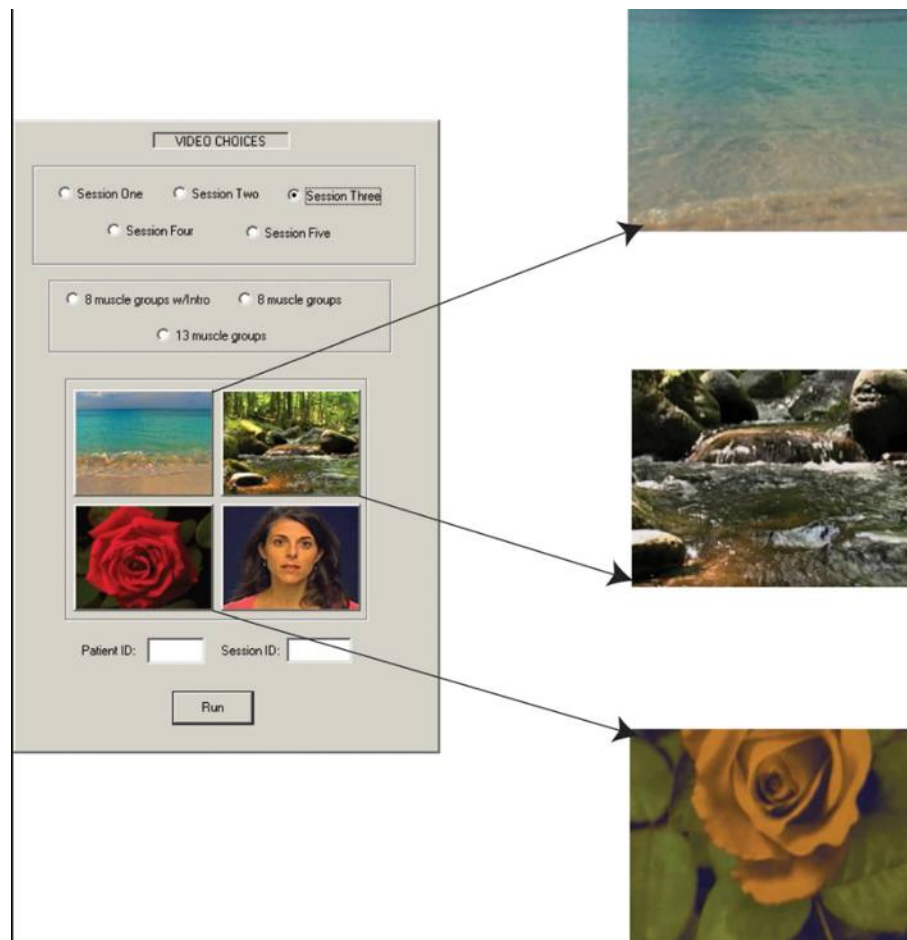 VIDEO CHOICES
Session One Session Two Session Three
Session Four Session Five
8 muscle groups w/Intro 8 muscle groups
13 muscle groups
Patient ID: Session ID:
Run